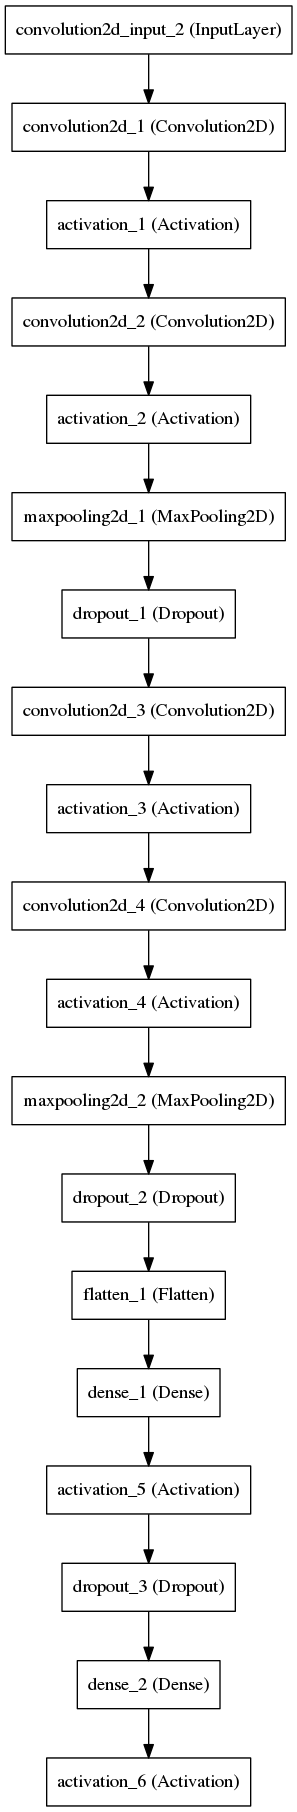 convolution2d_input_2 (InputLayer)
convolution2d_1 (Convolution2D)
activation_1 (Activation)
convolution2d_2 (Convolution2D)
activation_2 (Activation)
maxpooling2d_1 (MaxPooling2D)
dropout_1 (Dropout)
convolution2d_3 (Convolution2D)
activation_3 (Activation)
convolution2d_4 (Convolution2D)
activation_4 (Activation)
maxpooling2d_2 (MaxPooling2D)
dropout_2 (Dropout)
flatten_1 (Flatten)
dense_1 (Dense)
activation_5 (Activation)
dropout_3 (Dropout)
dense_2 (Dense)
activation_6 (Activation)